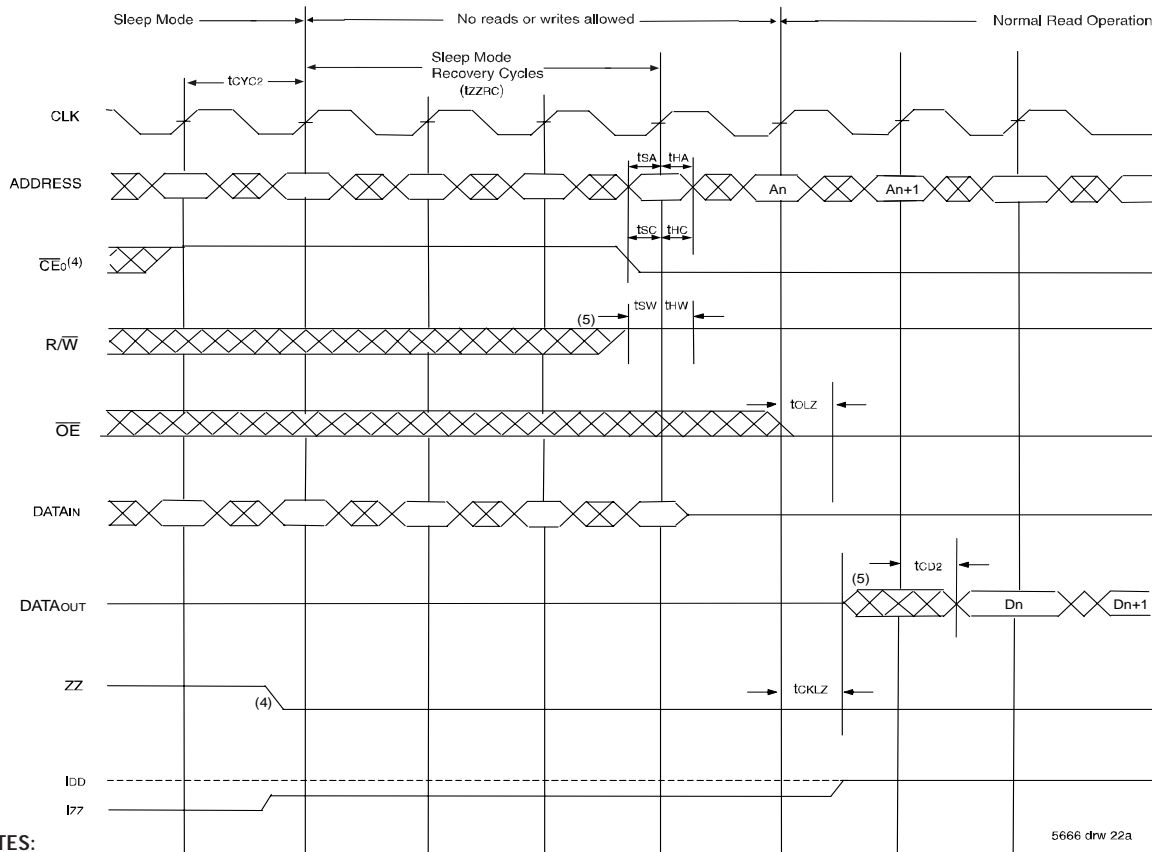 Sleep Mode
No reads or writes allowed
Normal Read Operation
Sleep Mode
Recovery Cycles
(tZZRC)
tCYC2
CLK
tSA
tHA
ADDRESS
An
An+1
tSC
tHC
CE0(4)
tSW
tHW
(5)
R/W
tOLZ
OE
DATAIN
tCD2
(5)
DATAOUT
Dn
Dn+1
ZZ
(4)
tCKLZ
IDD
IZZ
5666 drw 22a
TES: